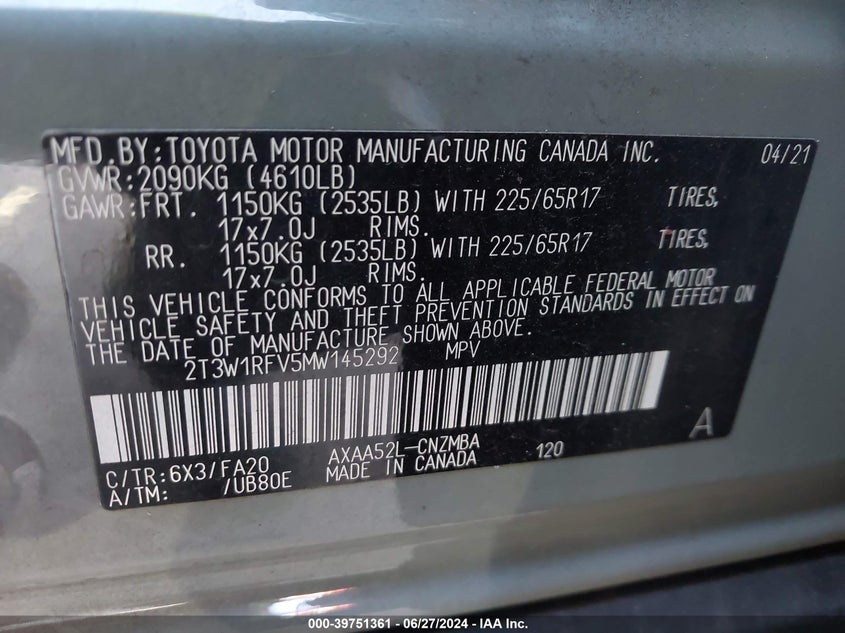 MFD.BY:TOYOTA MOTOR MANUFACTURING CANADA INC. 04/21
GVWR:2090KG (4610LB)
GAWR:FRT. 1150KG (2535LB) WITH 225/65R17 TIRES,
17x7.0J RIMS.
RR. 1150KG (2535LB) WITH 225/65R17 TIRES,
17x7.0J RIMS.
THIS VEHICLE CONFORMS TO ALL APPLICABLE FEDERAL MOTOR
VEHICLE SAFETY AND THEFT PREVENTION STANDARDS IN EFFECT ON
THE DATE OF MANUFACTURE SHOWN ABOVE.
2T3W1RFV5MW145292 MPV
A
C/TR:6X3/FA20 AXAA52L-CNZMBA 120
A/TM: /UB80E MADE IN CANADA
000-39751361 - 06/27/2024 - IAAI.COM